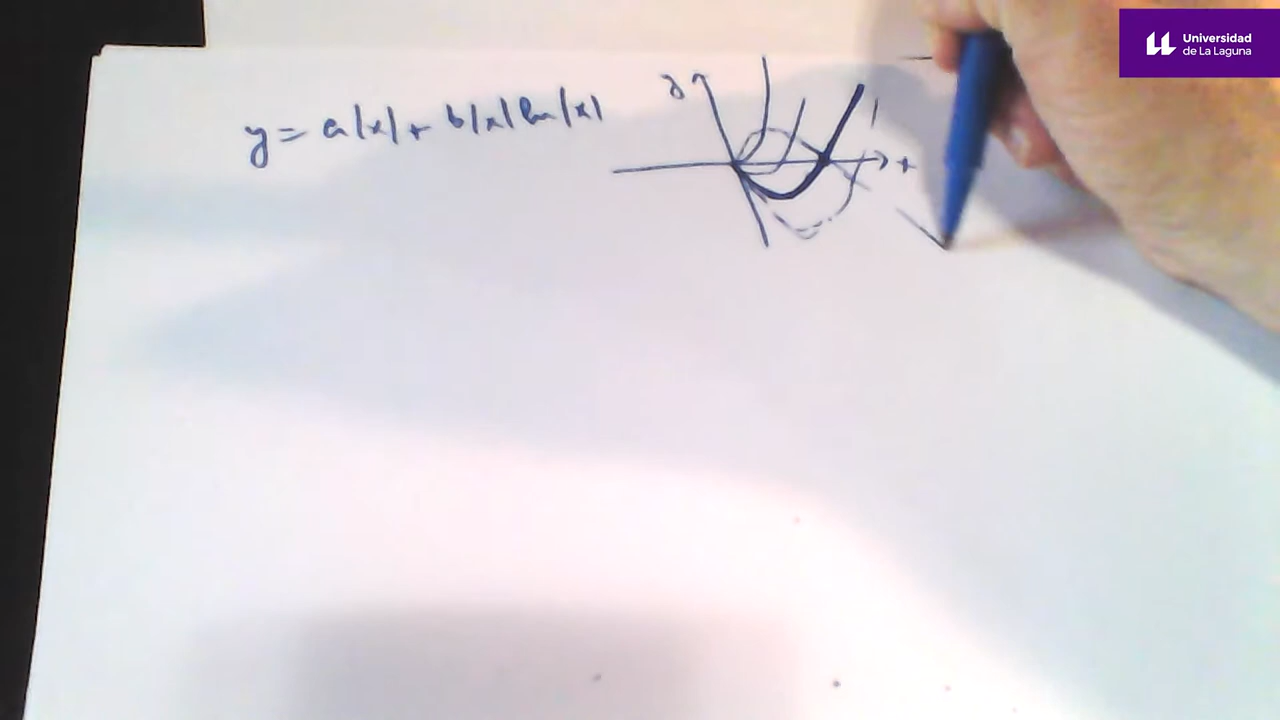 y = a|x| + b|x|ln|x|
x
Universidad
de La Laguna